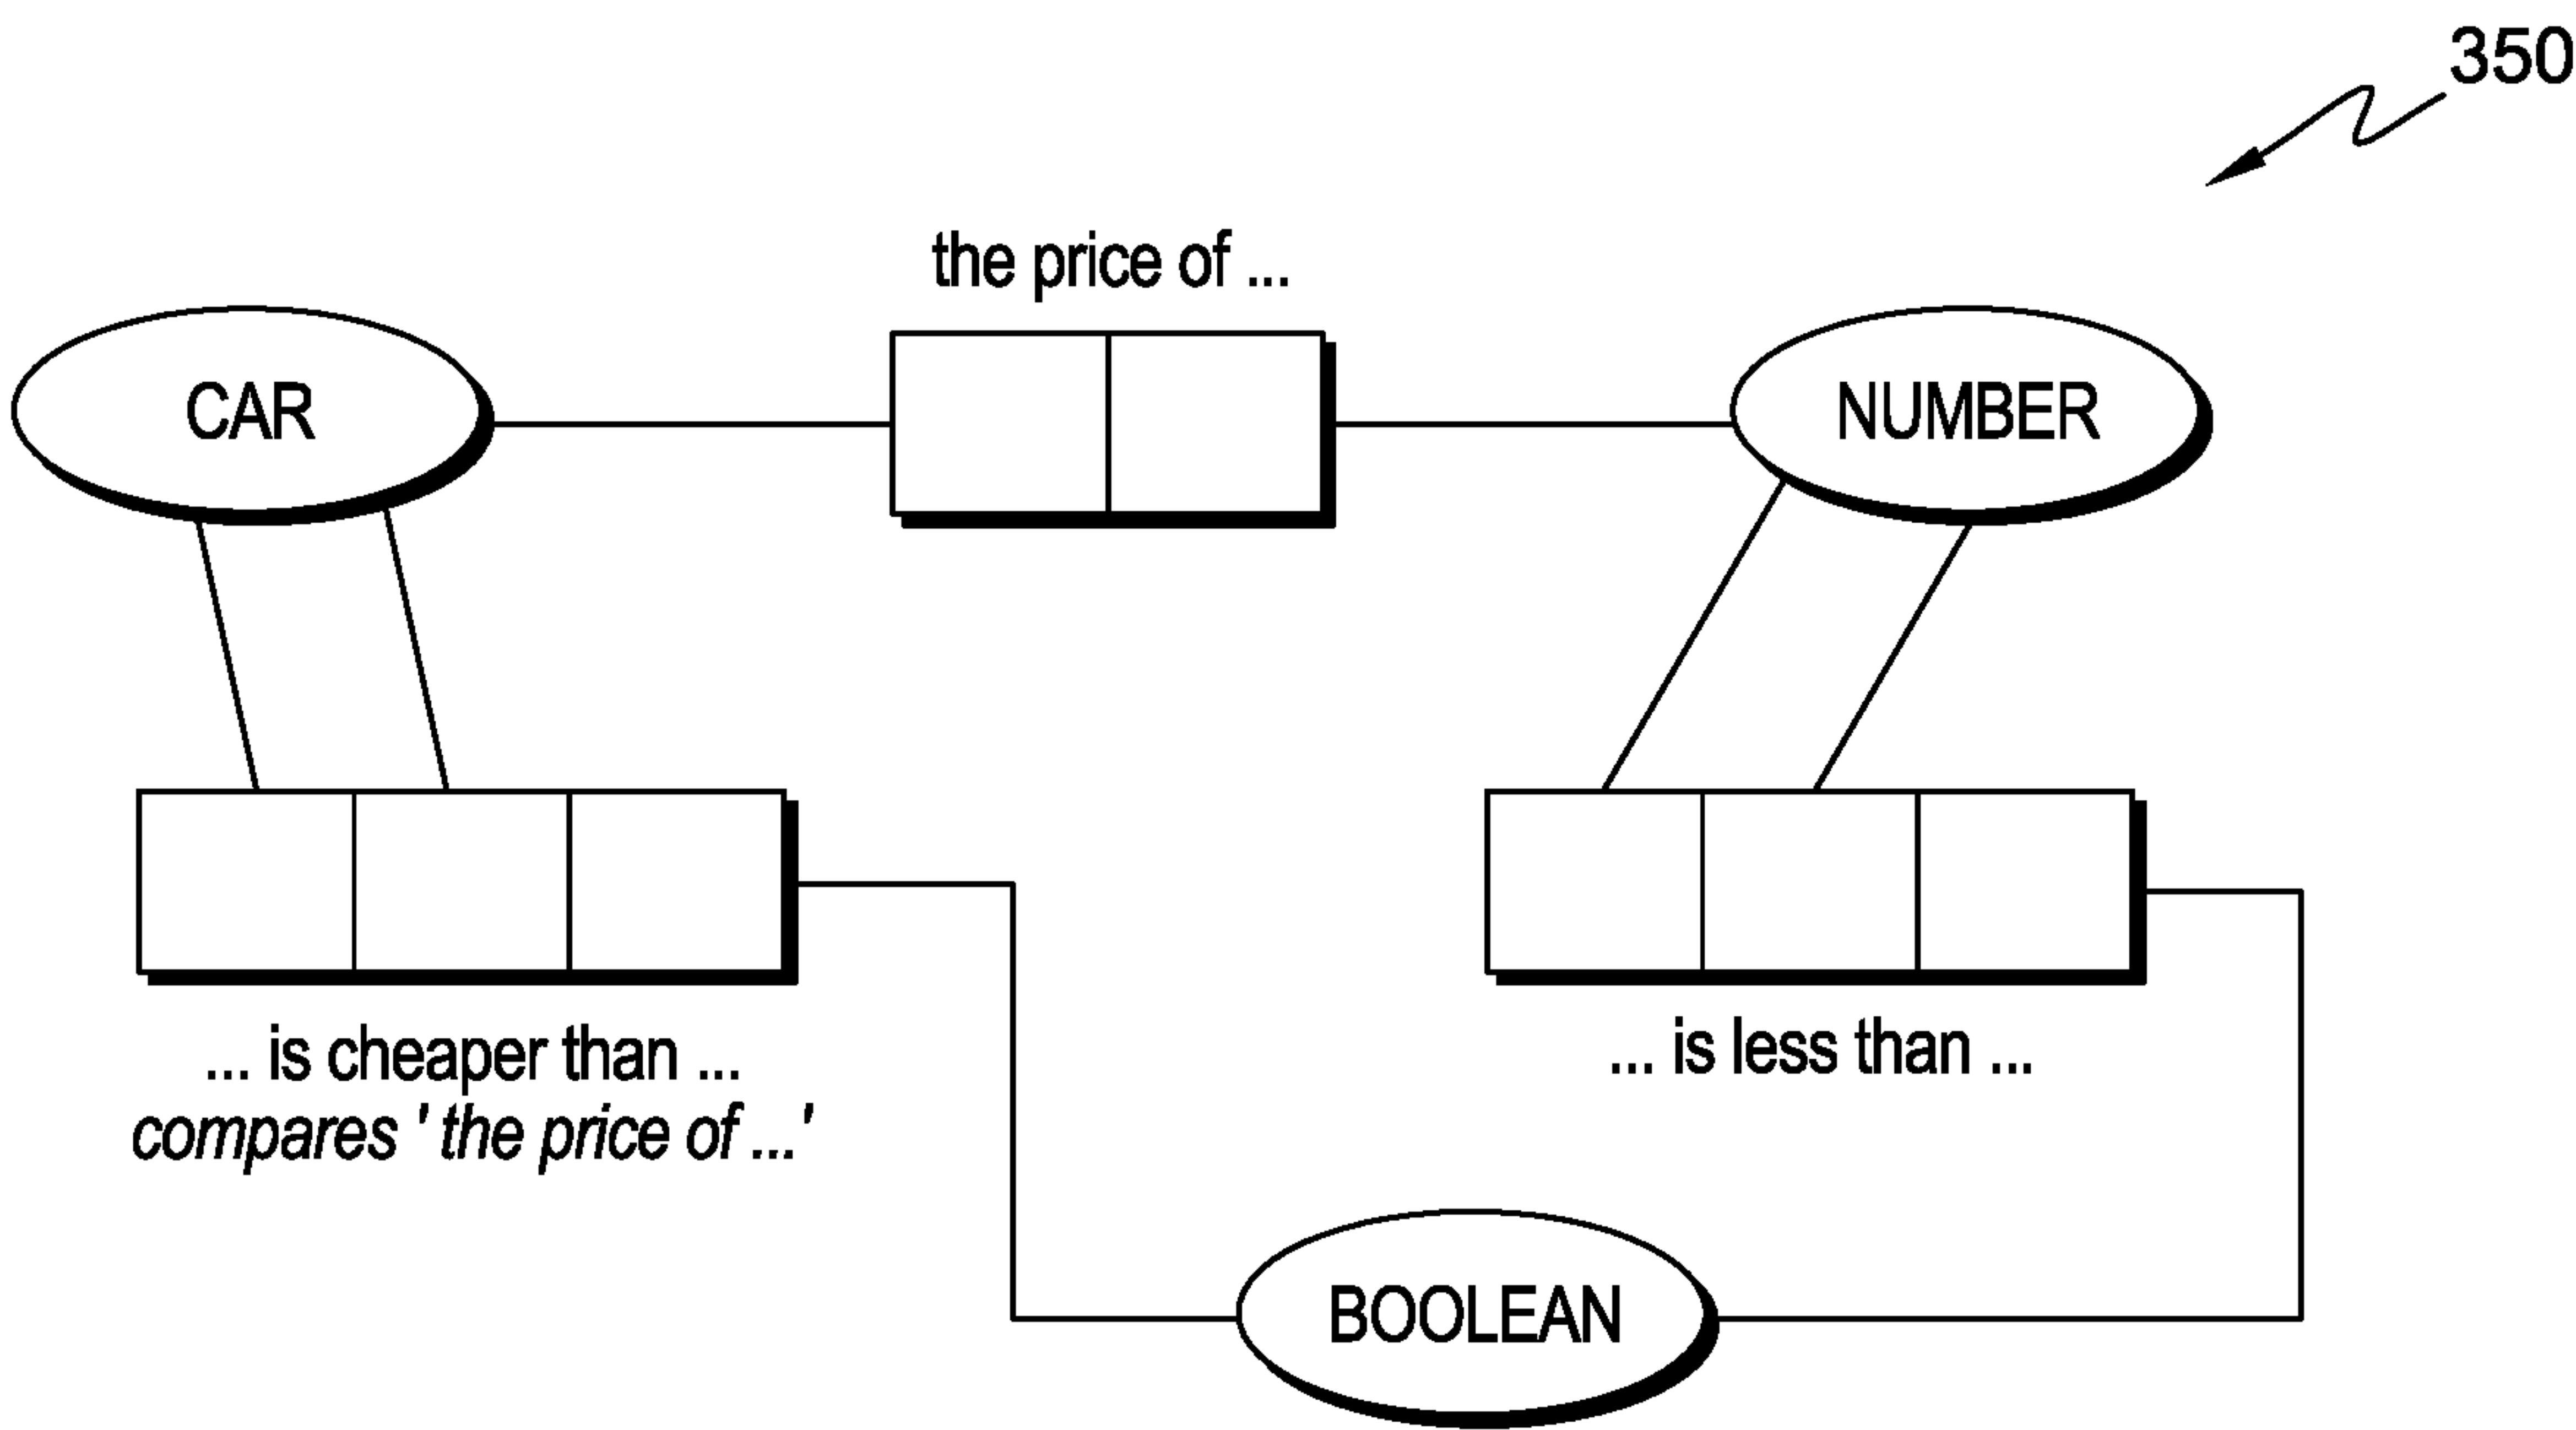 350
the price of ...
CAR
NUMBER
... is cheaper than ...
compares ' the price of ...'
... is less than ...
BOOLEAN